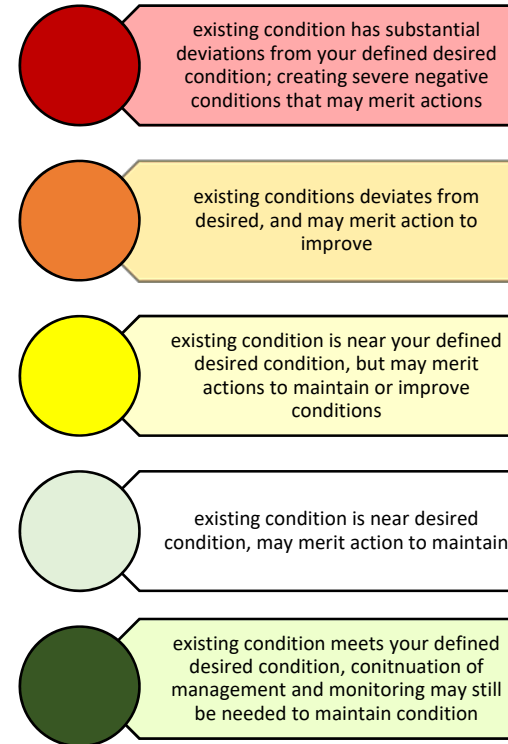 existing condition has substantial
deviations from your defined desired
condition; creating severe negative
conditions that may merit actions
existing conditions deviates from
desired, and may merit action to
improve
existing condition is near your defined
desired condition, but may merit
actions to maintain or improve
conditions
existing condition is near desired
condition, may merit action to maintain
existing condition meets your defined
desired condition, conitnuation of
management and monitoring may still
be needed to maintain condition